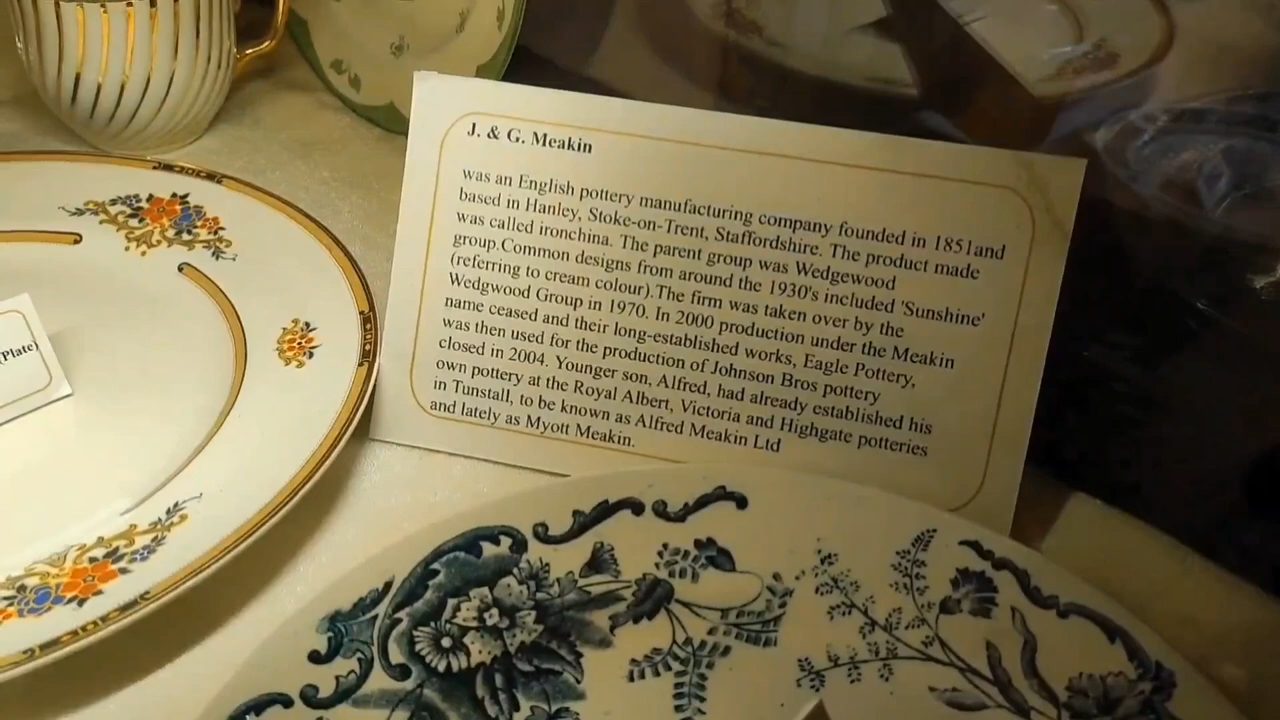 J. & G. Meakin
was an English pottery manufacturing company founded in 1851and
based in Hanley, Stoke-on-Trent, Staffordshire. The product made
was called ironchina. The parent group was Wedgewood
group.Common designs from around the 1930's included 'Sunshine'
(referring to cream colour).The firm was taken over by the
Wedgwood Group in 1970. In 2000 production under the Meakin
name ceased and their long-established works, Eagle Pottery,
was then used for the production of Johnson Bros pottery
closed in 2004. Younger son, Alfred, had already established his
own pottery at the Royal Albert, Victoria and Highgate potteries
in Tunstall, to be known as Alfred Meakin Ltd
and lately as Myott Meakin.
(Plate)